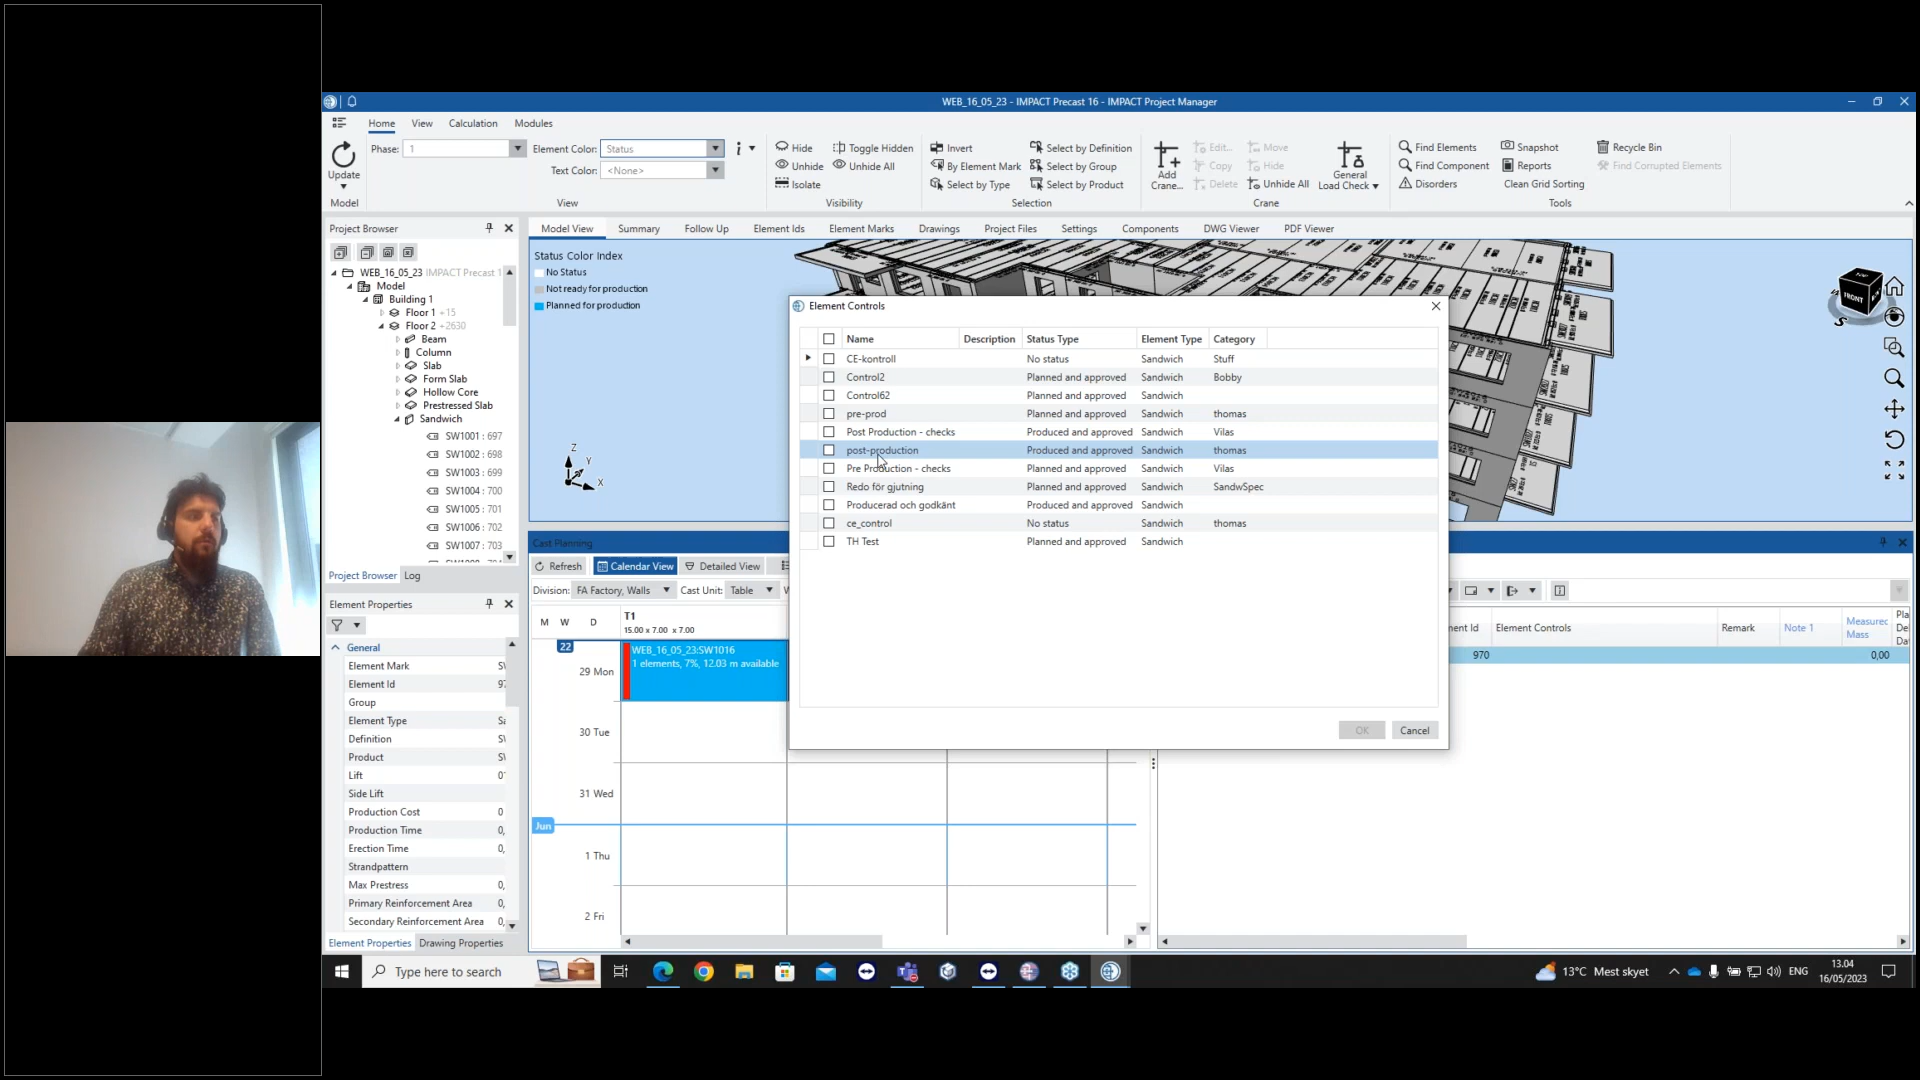 WEB_16_05_23 - IMPACT Precast 16 - IMPACT Project Manager
Home View Calculation Modules
Update
Model
Phase: 1
Element Color: Status
Text Color: <None>
View
Hide Toggle Hidden
Unhide Unhide All
Isolate
Visibility
Invert Select by Definition
By Element Mark Select by Group
Select by Type Select by Product
Selection
Add
Crane...
Edit... Move
Copy Hide
Delete Unhide All
General
Load Check
Crane
Find Elements Snapshot Recycle Bin
Find Component Reports Find Corrupted Elements
Disorders Clean Grid Sorting
Tools
Project Browser
WEB_16_05_23 IMPACT Precast 1
Model
Building 1
Floor 1 +15
Floor 2 +2630
Beam
Column
Slab
Form Slab
Hollow Core
Prestressed Slab
Sandwich
SW1001 : 697
SW1002 : 698
SW1003 : 699
SW1004 : 700
SW1005 : 701
SW1006 : 702
SW1007 : 703
Project Browser Log
Element Properties
General
Element Mark
Element Id 97
Group
Element Type
Definition
Product
Lift
Side Lift
Production Cost 0
Production Time 0,
Erection Time 0,
Strandpattern
Max Prestress 0,
Primary Reinforcement Area 0,
Secondary Reinforcement Area 0,
Element Properties Drawing Properties
Model View Summary Follow Up Element Ids Element Marks Drawings Project Files Settings Components DWG Viewer PDF Viewer
Status Color Index
No Status
Not ready for production
Planned for production
Z
Y
X
TOP
FRONT
S
Element Controls
Name Description Status Type Element Type Category
CE-kontroll No status Sandwich Stuff
Control2 Planned and approved Sandwich Bobby
Control62 Planned and approved Sandwich
pre-prod Planned and approved Sandwich thomas
Post Production - checks Produced and approved Sandwich Vilas
post-production Produced and approved Sandwich thomas
Pre Production - checks Planned and approved Sandwich Vilas
Redo för gjutning Planned and approved Sandwich SandwSpec
Producerad och godkänt Produced and approved Sandwich
ce_control No status Sandwich thomas
TH Test Planned and approved Sandwich
OK Cancel
Cast Planning
Refresh Calendar View Detailed View
Division: FA Factory, Walls Cast Unit: Table
M W D
T1
15.00 x 7.00 x 7.00
22
29 Mon
WEB_16_05_23:SW1016
1 elements, 7%, 12.03 m available
30 Tue
31 Wed
Jun
1 Thu
2 Fri
Element Controls Remark Note 1 Measured
Mass
970 0,00
Type here to search
13°C Mest skyet
ENG
13.04
16/05/2023